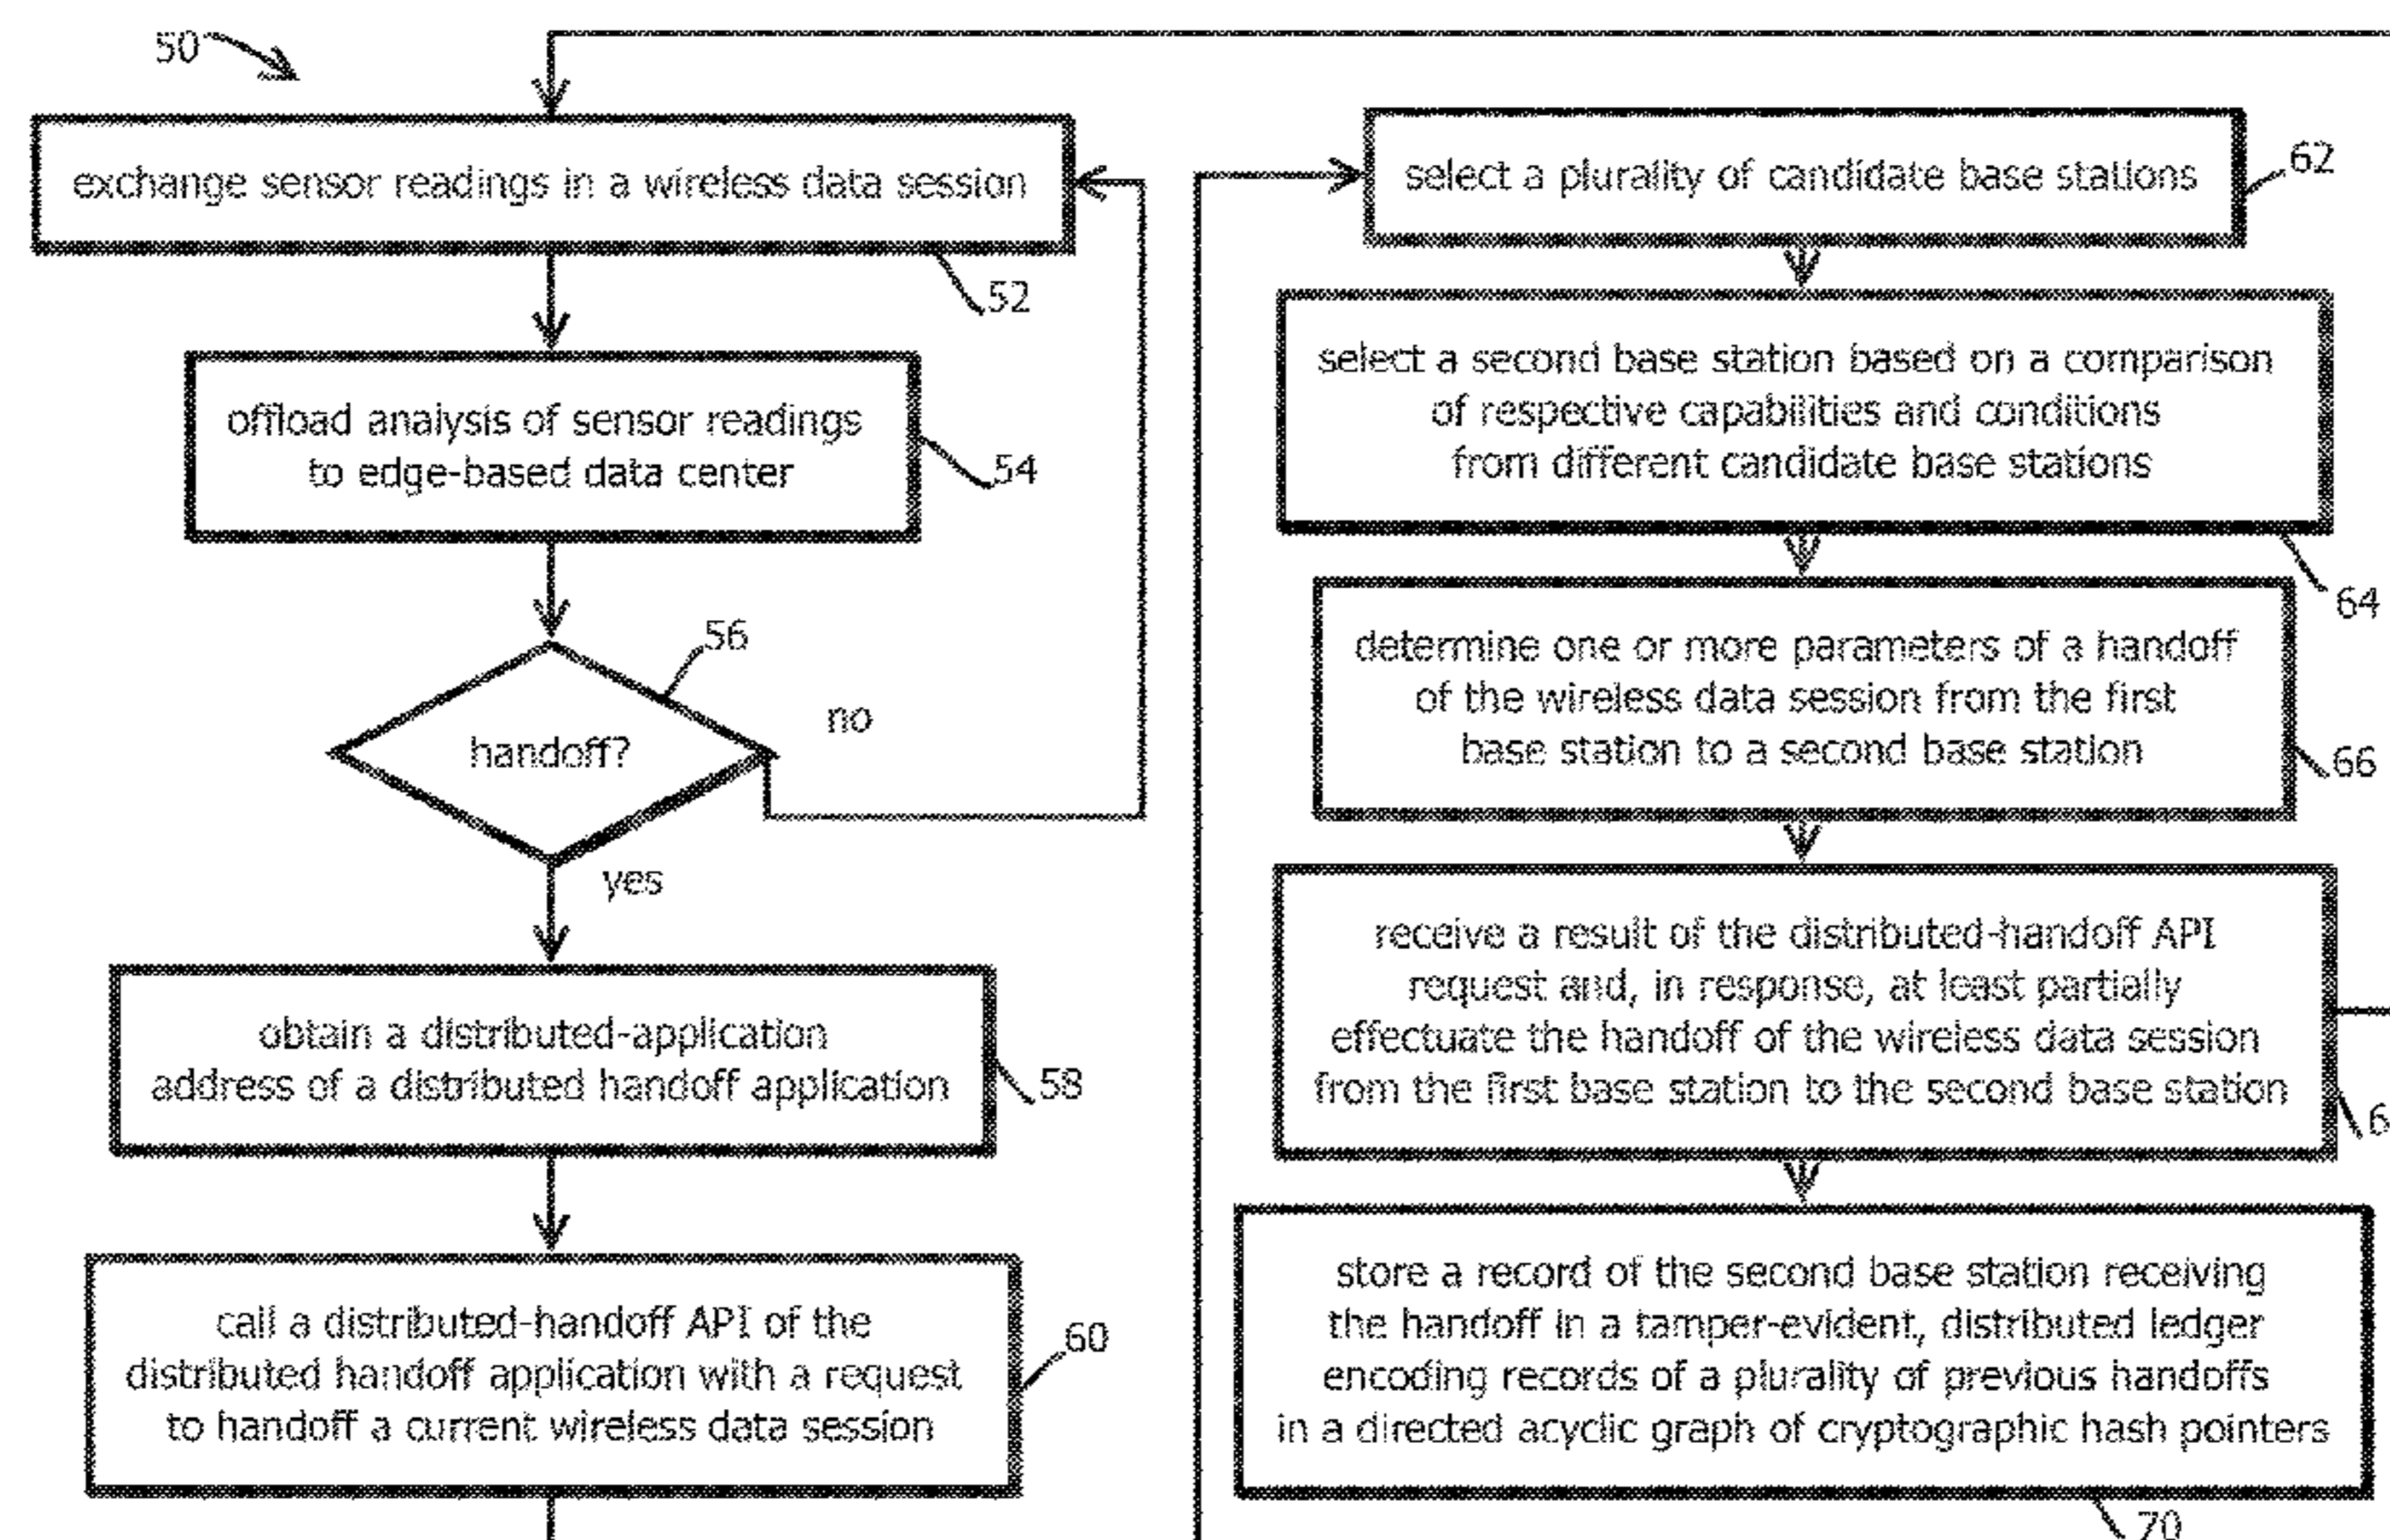 50
exchange sensor readings in a wireless data session
52
offload analysis of sensor readings
to edge-based data center
54
56
handoff?
no
yes
obtain a distributed-application
address of a distributed handoff application
58
call a distributed-handoff API of the
distributed handoff application with a request
to handoff a current wireless data session
60
select a plurality of candidate base stations
62
select a second base station based on a comparison
of respective capabilities and conditions
from different candidate base stations
64
determine one or more parameters of a handoff
of the wireless data session from the first
base station to a second base station
66
receive a result of the distributed-handoff API
request and, in response, at least partially
effectuate the handoff of the wireless data session
from the first base station to the second base station
store a record of the second base station receiving
the handoff in a tamper-evident, distributed ledger
encoding records of a plurality of previous handoffs
in a directed acyclic graph of cryptographic hash pointers
70